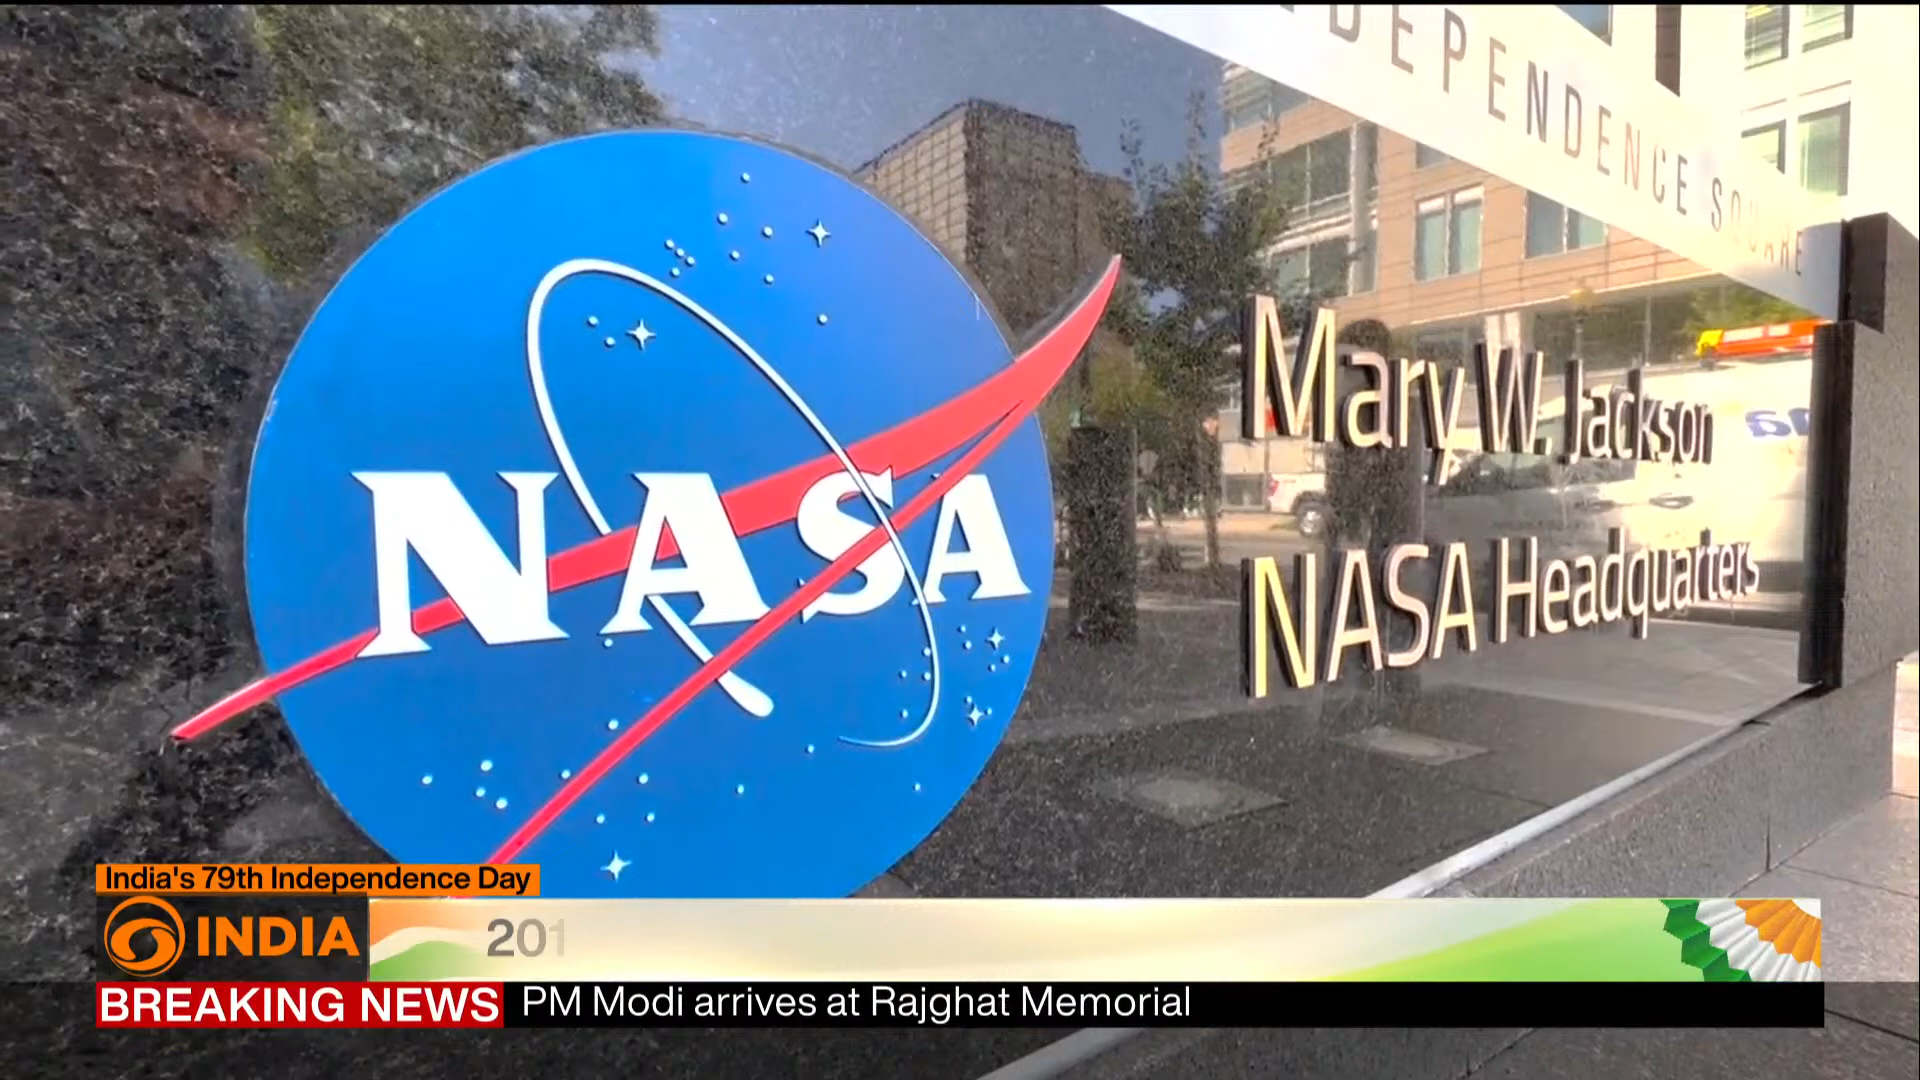 DEPENDENCE SQUARE
NASA
Mary W. Jackson
NASA Headquarters
India's 79th Independence Day
INDIA
201
BREAKING NEWS
PM Modi arrives at Rajghat Memorial